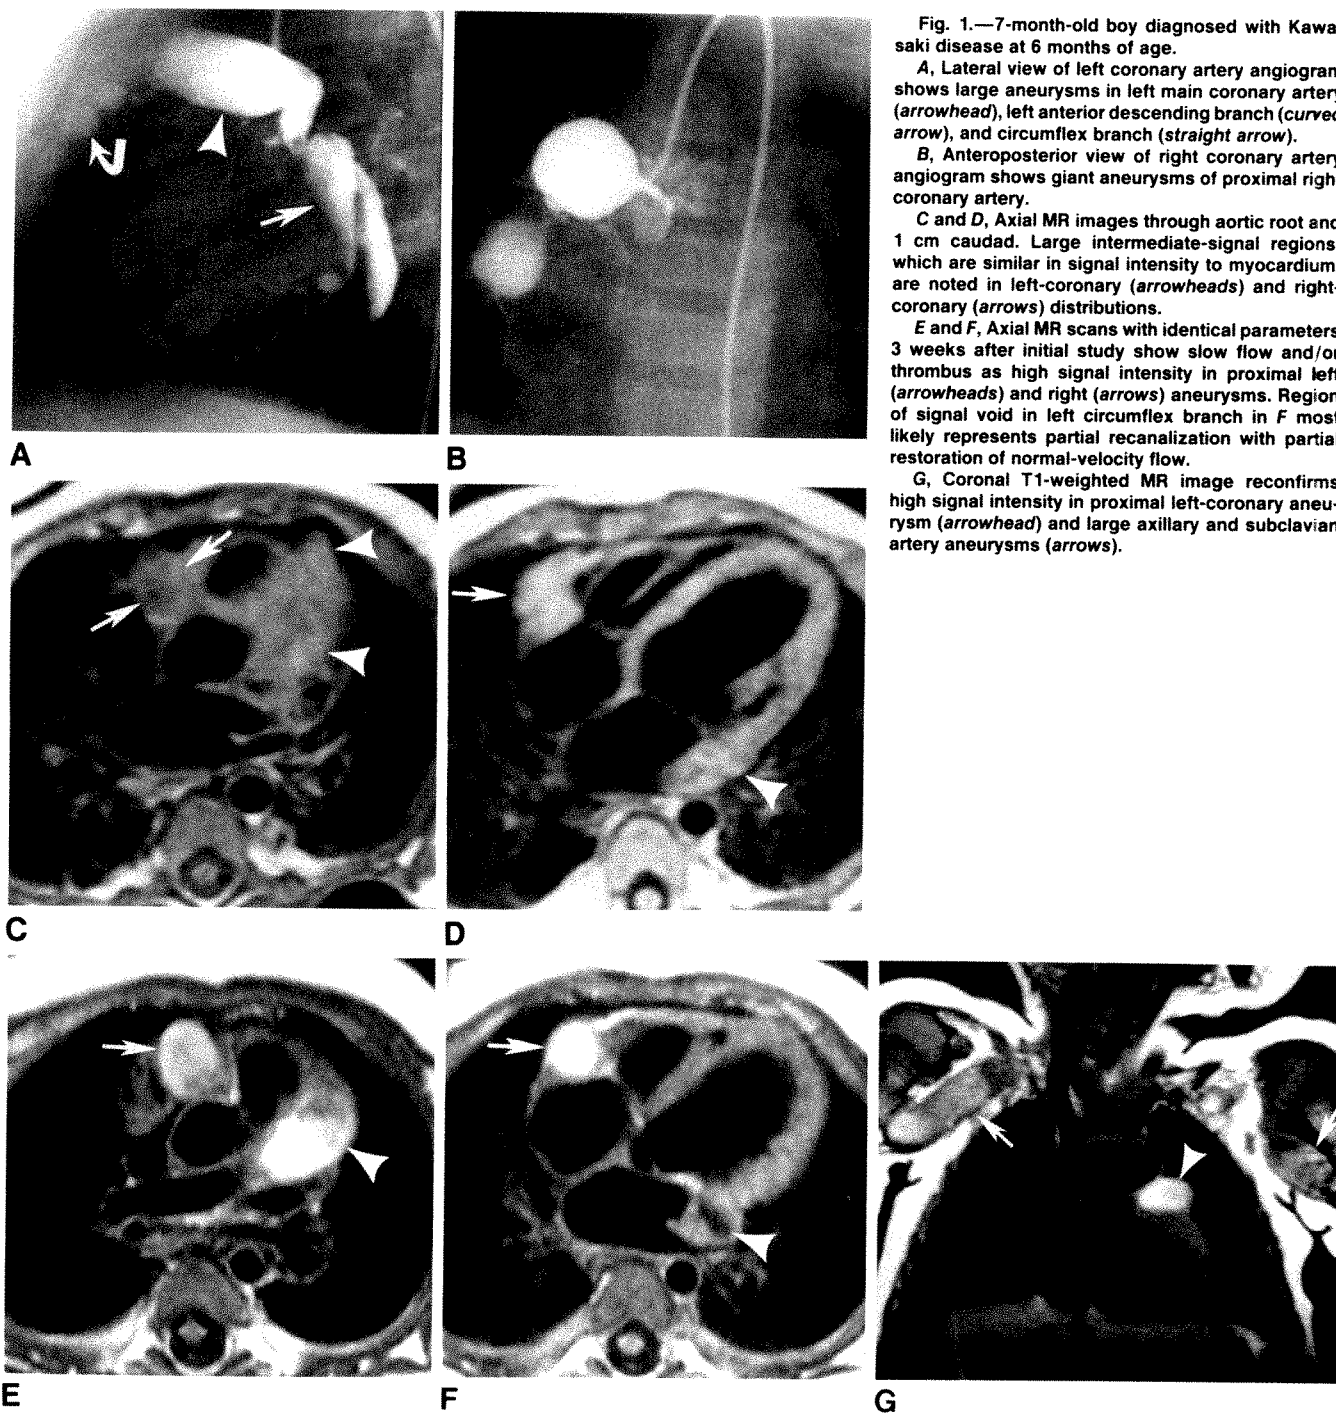 Fig. 1.—7-month-old boy diagnosed with Kawa
saki disease at 6 months of age.
A, Lateral view of left coronary artery angiogram
shows large aneurysms in left main coronary artery
(arrowhead), left anterior descending branch (curved
arrow), and circumflex branch (straight arrow).
B, Anteroposterior view of right coronary artery
angiogram shows giant aneurysms of proximal righ
coronary artery.
C and D, Axial MR images through aortic root and
1 cm caudad. Large intermediate-signal regions
which are similar in signal intensity to myocardium
are noted in left-coronary (arrowheads) and right-
coronary (arrows) distributions.
E and F, Axial MR scans with identical parameters
3 weeks after initial study show slow flow and/or
thrombus as high signal intensity in proximal left
(arrowheads) and right (arrows) aneurysms. Region
of signal void in left circumflex branch in F most
likely represents partial recanalization with partial
restoration of normal-velocity flow.
G, Coronal T1-weighted MR image reconfirms
high signal intensity in proximal left-coronary aneu-
rysm (arrowhead) and large axillary and subclavian
artery aneurysms (arrows).
A
B
C
D
E
F
G